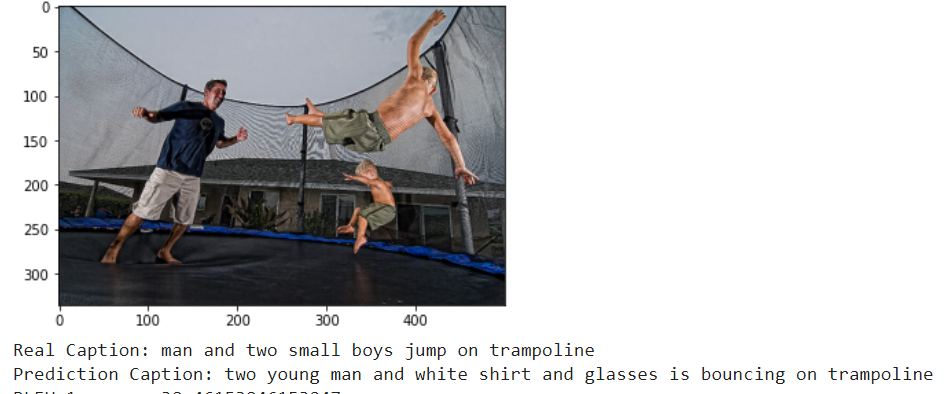 0
50
100
150
200
250
300
0 100 200 300 400
Real Caption: man and two small boys jump on trampoline
Prediction Caption: two young man and white shirt and glasses is bouncing on trampoline